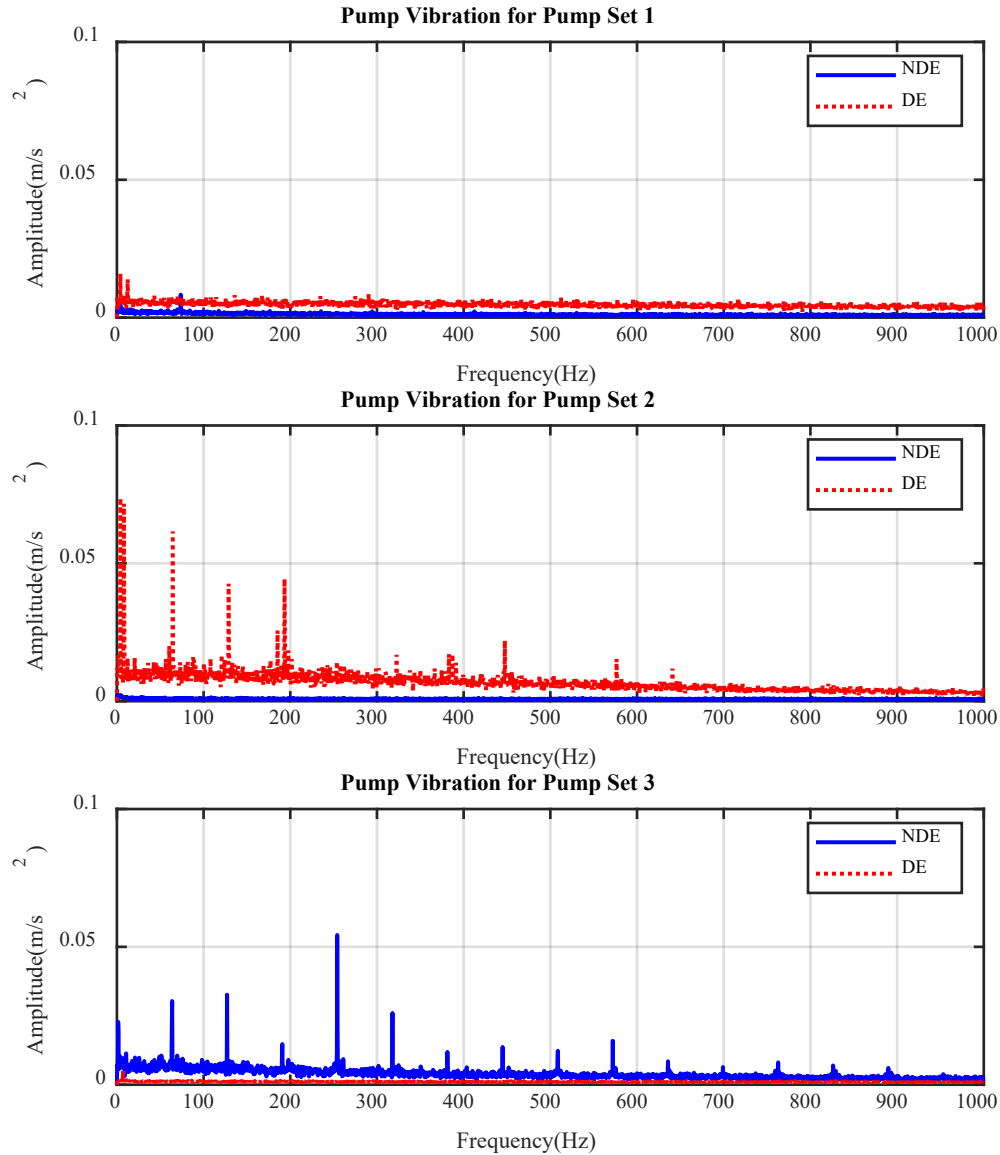 Pump Vibration for Pump Set 1
0.1
0.05
0
Amplitude(m/s 2 )
NDE
DE
0 100 200 300 400 500 600 700 800 900 1000
Frequency(Hz)
Pump Vibration for Pump Set 2
0.1
0.05
0
Amplitude(m/s 2 )
NDE
DE
0 100 200 300 400 500 600 700 800 900 1000
Frequency(Hz)
Pump Vibration for Pump Set 3
0.1
0.05
0
Amplitude(m/s 2 )
NDE
DE
0 100 200 300 400 500 600 700 800 900 1000
Frequency(Hz)